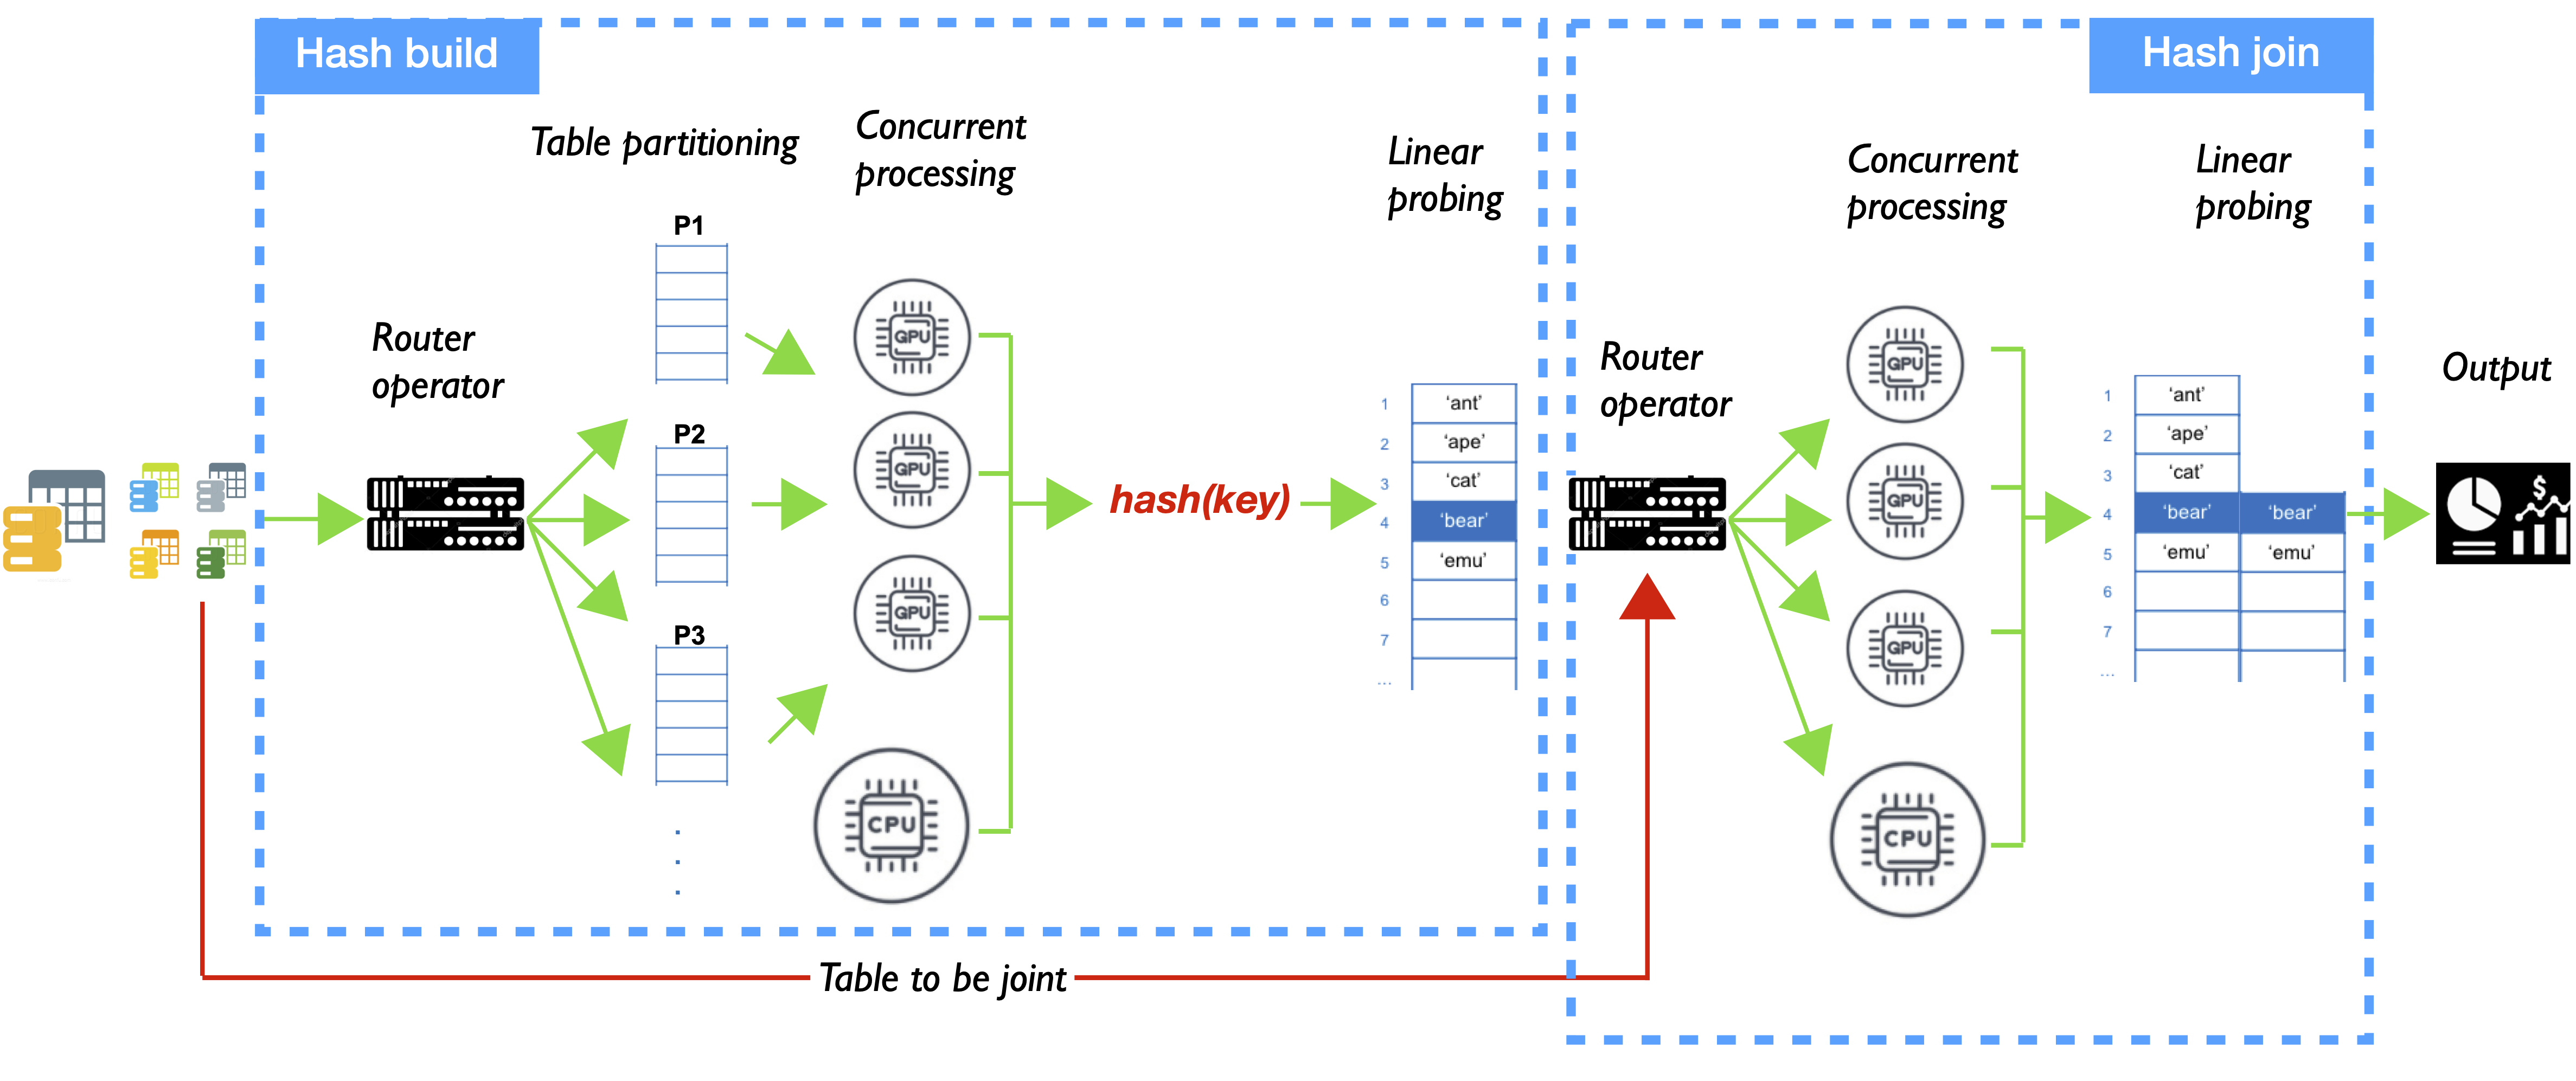 Hash build
Hash join
Table partitioning
Concurrent
processing
Linear
probing
Concurrent
processing
Linear
probing
Router
operator
P1
P2
P3
.
.
.
GPU
GPU
GPU
CPU
hash(key)
1 ‘ant’
2 ‘ape’
3 ‘cat’
4 ‘bear’
5 ‘emu’
6
7
...
Router
operator
GPU
GPU
GPU
CPU
1 ‘ant’
2 ‘ape’
3 ‘cat’
4 ‘bear’ ‘bear’
5 ‘emu’ ‘emu’
6
7
...
Output
$
Table to be joint